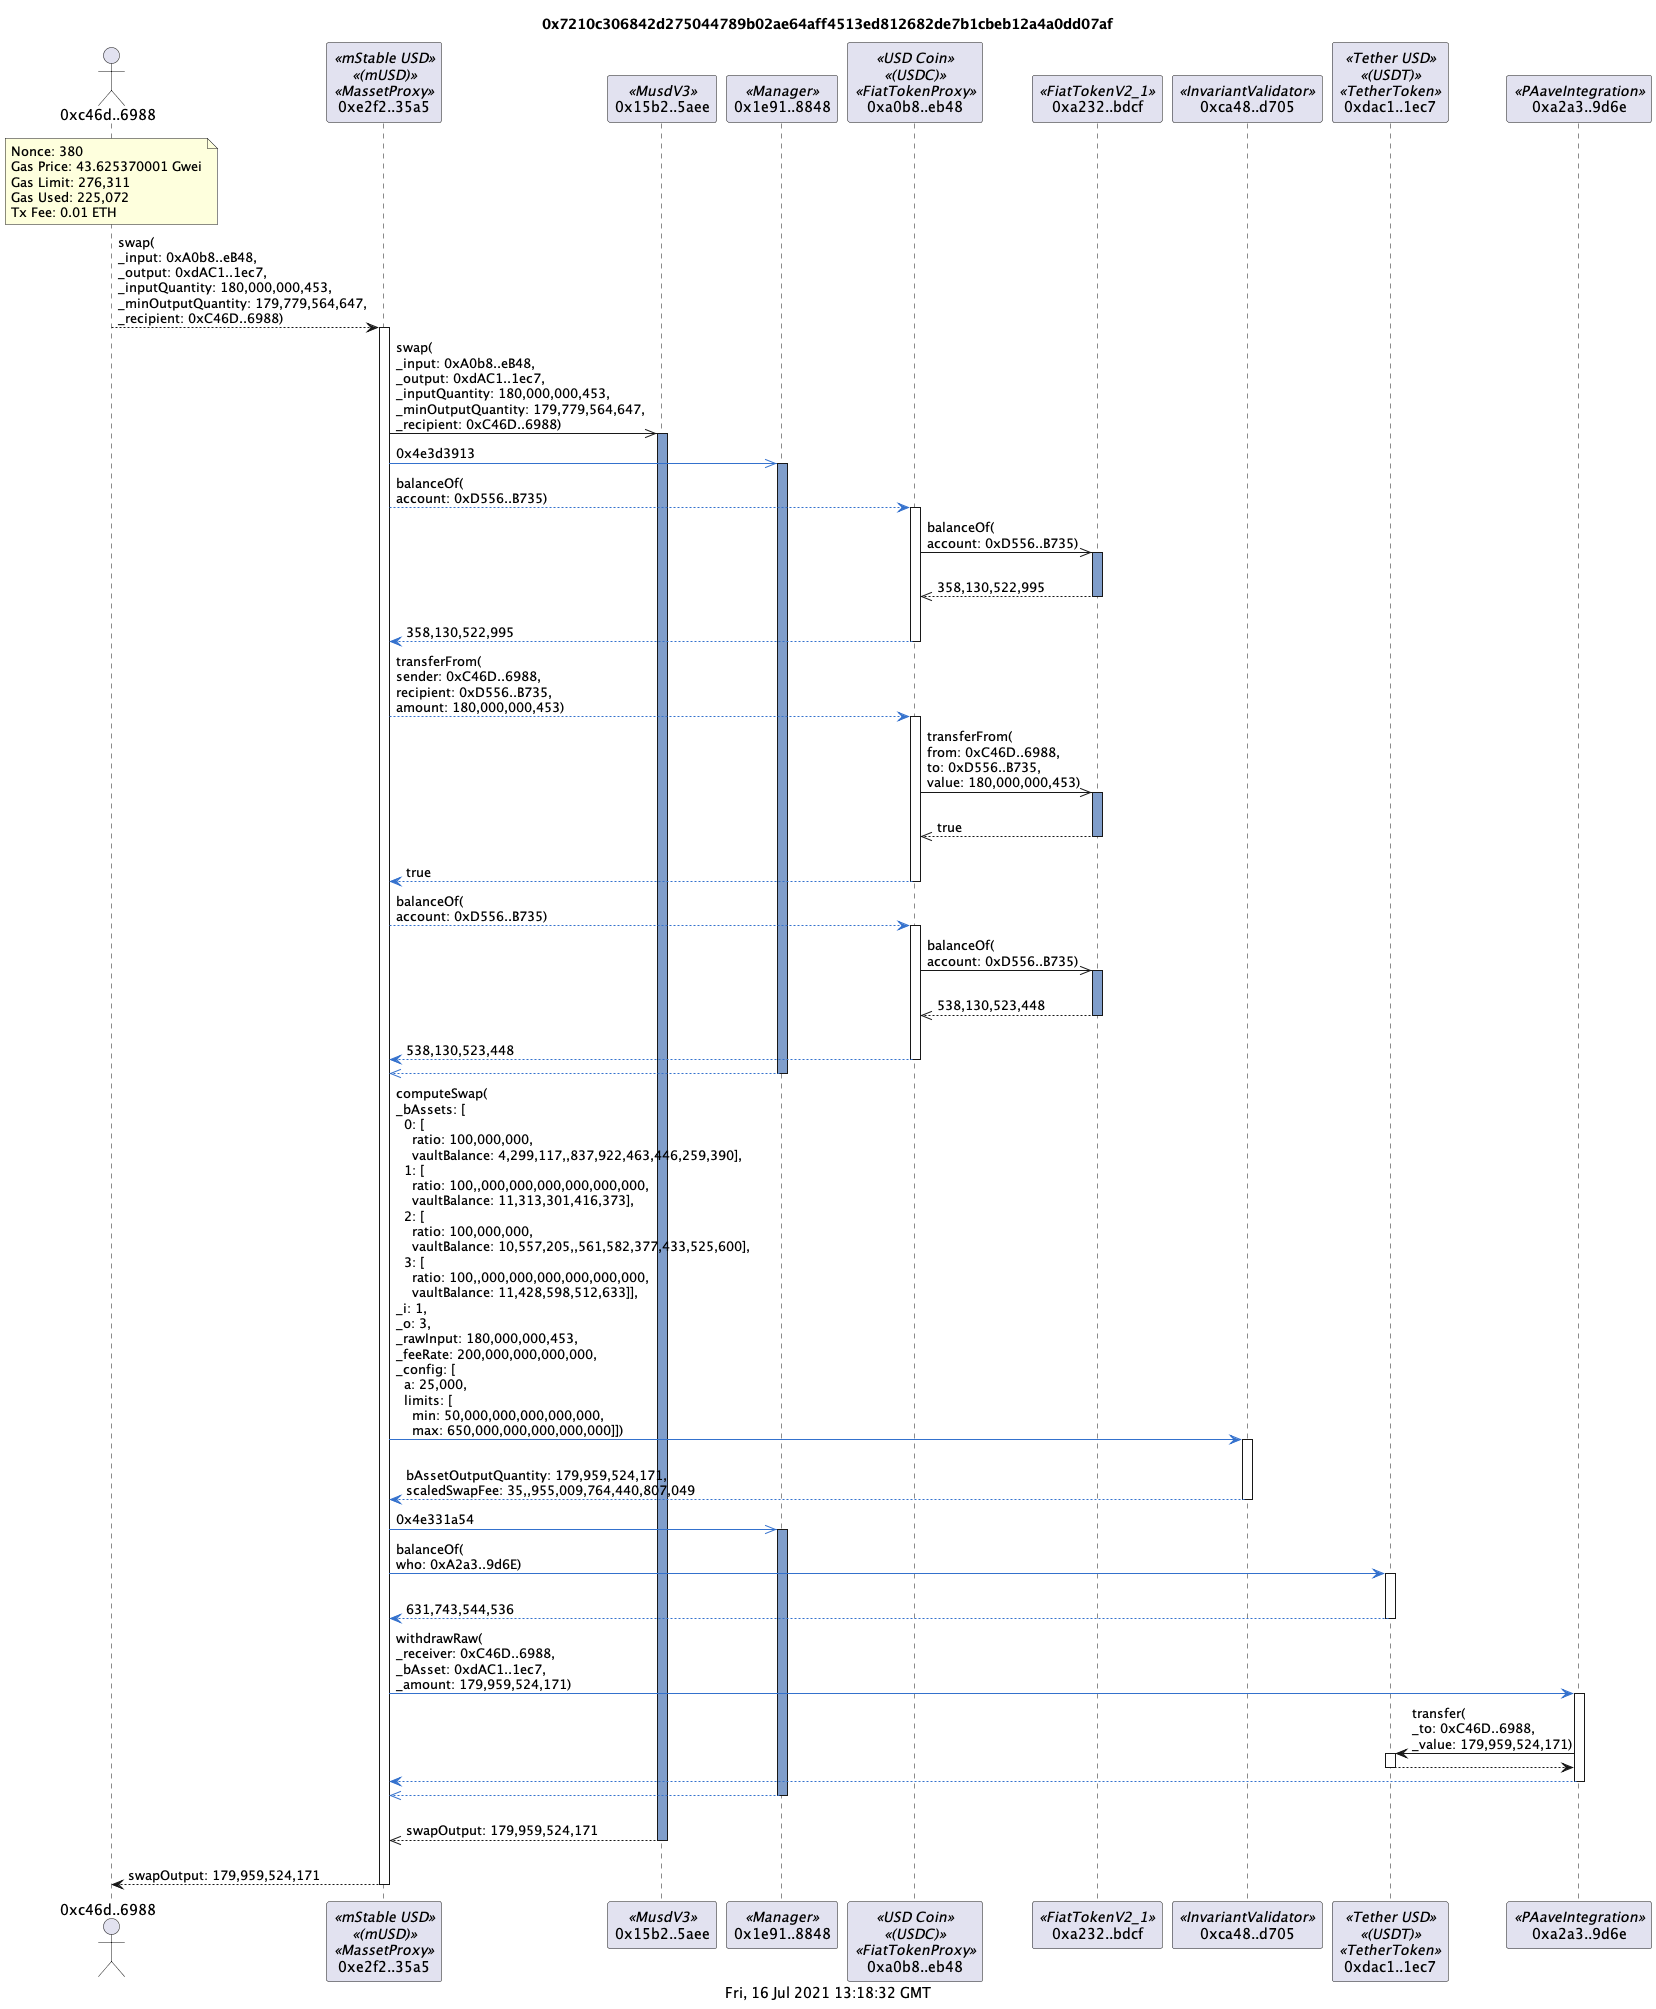 0x7210c306842d275044789b02ae64aff4513ed812682de7b1cbeb12a4a0dd07af
0xc46d..6988
«mStable USD»
«(mUSD)»
«MassetProxy»
0xe2f2..35a5
«MusdV3»
0x15b2..5aee
«Manager»
0x1e91..8848
«USD Coin»
«(USDC)»
«FiatTokenProxy»
0xa0b8..eb48
«FiatTokenV2_1»
0xa232..bdcf
«InvariantValidator»
0xca48..d705
«Tether USD»
«(USDT)»
«TetherToken»
0xdac1..1ec7
«PAaveIntegration»
0xa2a3..9d6e
Nonce: 380
Gas Price: 43.625370001 Gwei
Gas Limit: 276,311
Gas Used: 225,072
Tx Fee: 0.01 ETH
swap(
_input: 0xA0b8..eB48,
_output: 0xdAC1..1ec7,
_inputQuantity: 180,000,000,453,
_minOutputQuantity: 179,779,564,647,
_recipient: 0xC46D..6988)
swap(
_input: 0xA0b8..eB48,
_output: 0xdAC1..1ec7,
_inputQuantity: 180,000,000,453,
_minOutputQuantity: 179,779,564,647,
_recipient: 0xC46D..6988)
0x4e3d3913
balanceOf(
account: 0xD556..B735)
balanceOf(
account: 0xD556..B735)
358,130,522,995
358,130,522,995
transferFrom(
sender: 0xC46D..6988,
recipient: 0xD556..B735,
amount: 180,000,000,453)
transferFrom(
from: 0xC46D..6988,
to: 0xD556..B735,
value: 180,000,000,453)
true
true
balanceOf(
account: 0xD556..B735)
balanceOf(
account: 0xD556..B735)
538,130,523,448
538,130,523,448
computeSwap(
_bAssets: [
0: [
ratio: 100,000,000,
vaultBalance: 4,299,117,,837,922,463,446,259,390],
1: [
ratio: 100,,000,000,000,000,000,000,
vaultBalance: 11,313,301,416,373],
2: [
ratio: 100,000,000,
vaultBalance: 10,557,205,,561,582,377,433,525,600],
3: [
ratio: 100,,000,000,000,000,000,000,
vaultBalance: 11,428,598,512,633]],
_i: 1,
_o: 3,
_rawInput: 180,000,000,453,
_feeRate: 200,000,000,000,000,
_config: [
a: 25,000,
limits: [
min: 50,000,000,000,000,000,
max: 650,000,000,000,000,000]])
bAssetOutputQuantity: 179,959,524,171,
scaledSwapFee: 35,,955,009,764,440,807,049
0x4e331a54
balanceOf(
who: 0xA2a3..9d6E)
631,743,544,536
withdrawRaw(
_receiver: 0xC46D..6988,
_bAsset: 0xdAC1..1ec7,
_amount: 179,959,524,171)
transfer(
_to: 0xC46D..6988,
_value: 179,959,524,171)
swapOutput: 179,959,524,171
swapOutput: 179,959,524,171
0xc46d..6988
«mStable USD»
«(mUSD)»
«MassetProxy»
0xe2f2..35a5
«MusdV3»
0x15b2..5aee
«Manager»
0x1e91..8848
«USD Coin»
«(USDC)»
«FiatTokenProxy»
0xa0b8..eb48
«FiatTokenV2_1»
0xa232..bdcf
«InvariantValidator»
0xca48..d705
«Tether USD»
«(USDT)»
«TetherToken»
0xdac1..1ec7
«PAaveIntegration»
0xa2a3..9d6e
Fri, 16 Jul 2021 13:18:32 GMT